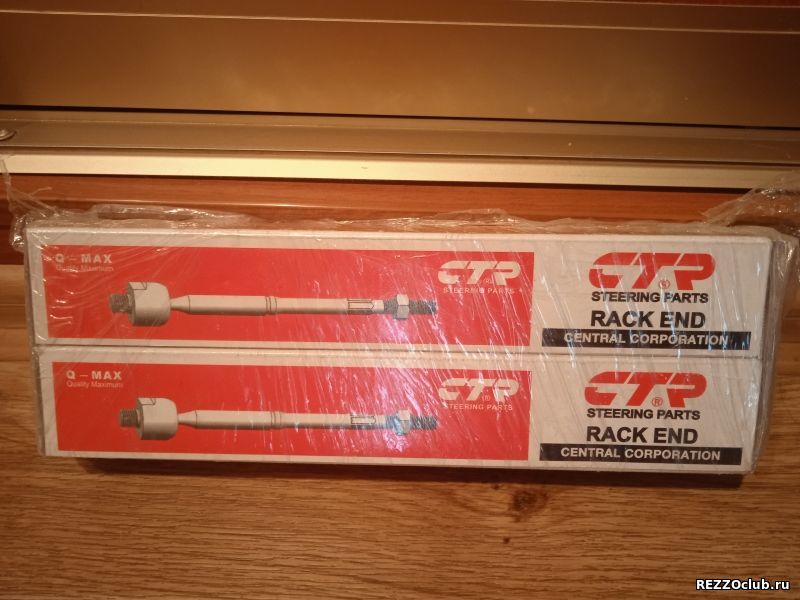 Q – MAX
Quality Maximum
CTR ®
STEERING PARTS
CTR ®
STEERING PARTS
RACK END
CENTRAL CORPORATION
Q – MAX
Quality Maximum
CTR ®
STEERING PARTS
CTR ®
STEERING PARTS
RACK END
CENTRAL CORPORATION
REZZOclub.ru